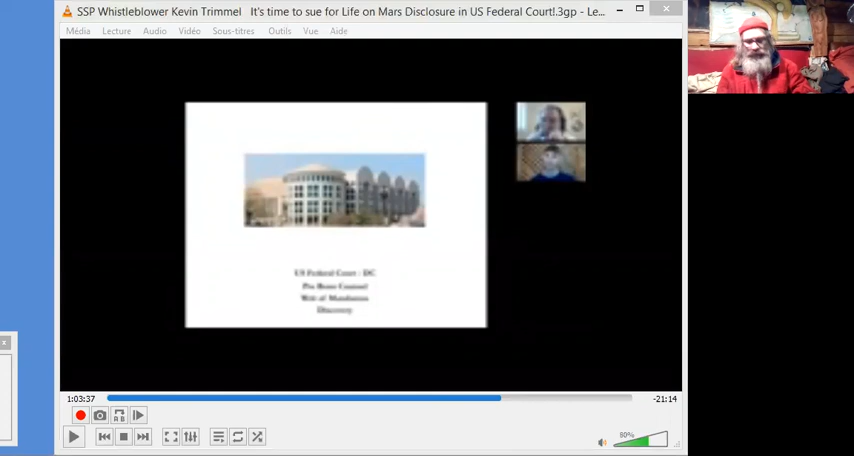 SSP Whistleblower Kevin Trimmel   It's time to sue for Life on Mars Disclosure in US Federal Court!.3gp - Le...
Média Lecture Audio Vidéo Sous-titres Outils Vue Aide
US Federal Court - DC
Pro Bono Counsel
Writ of Mandamus
Discovery
1:03:37
-21:14
A B
80%